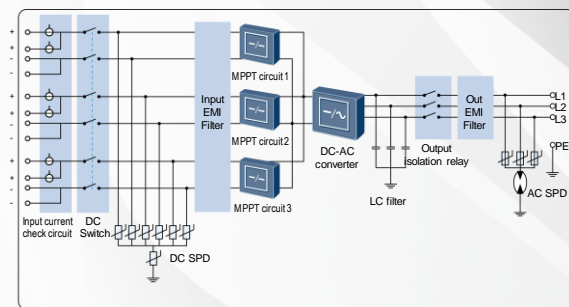 +
+
-
-
+
+
-
-
+
+
-
-
Input current
check circuit
DC
Switch
DC SPD
Input
EMI
Filter
MPPT circuit 1
MPPT circuit 2
MPPT circuit 3
DC-AC
converter
LC filter
Output
isolation relay
Out
EMI
Filter
L1
L2
L3
PE
AC SPD